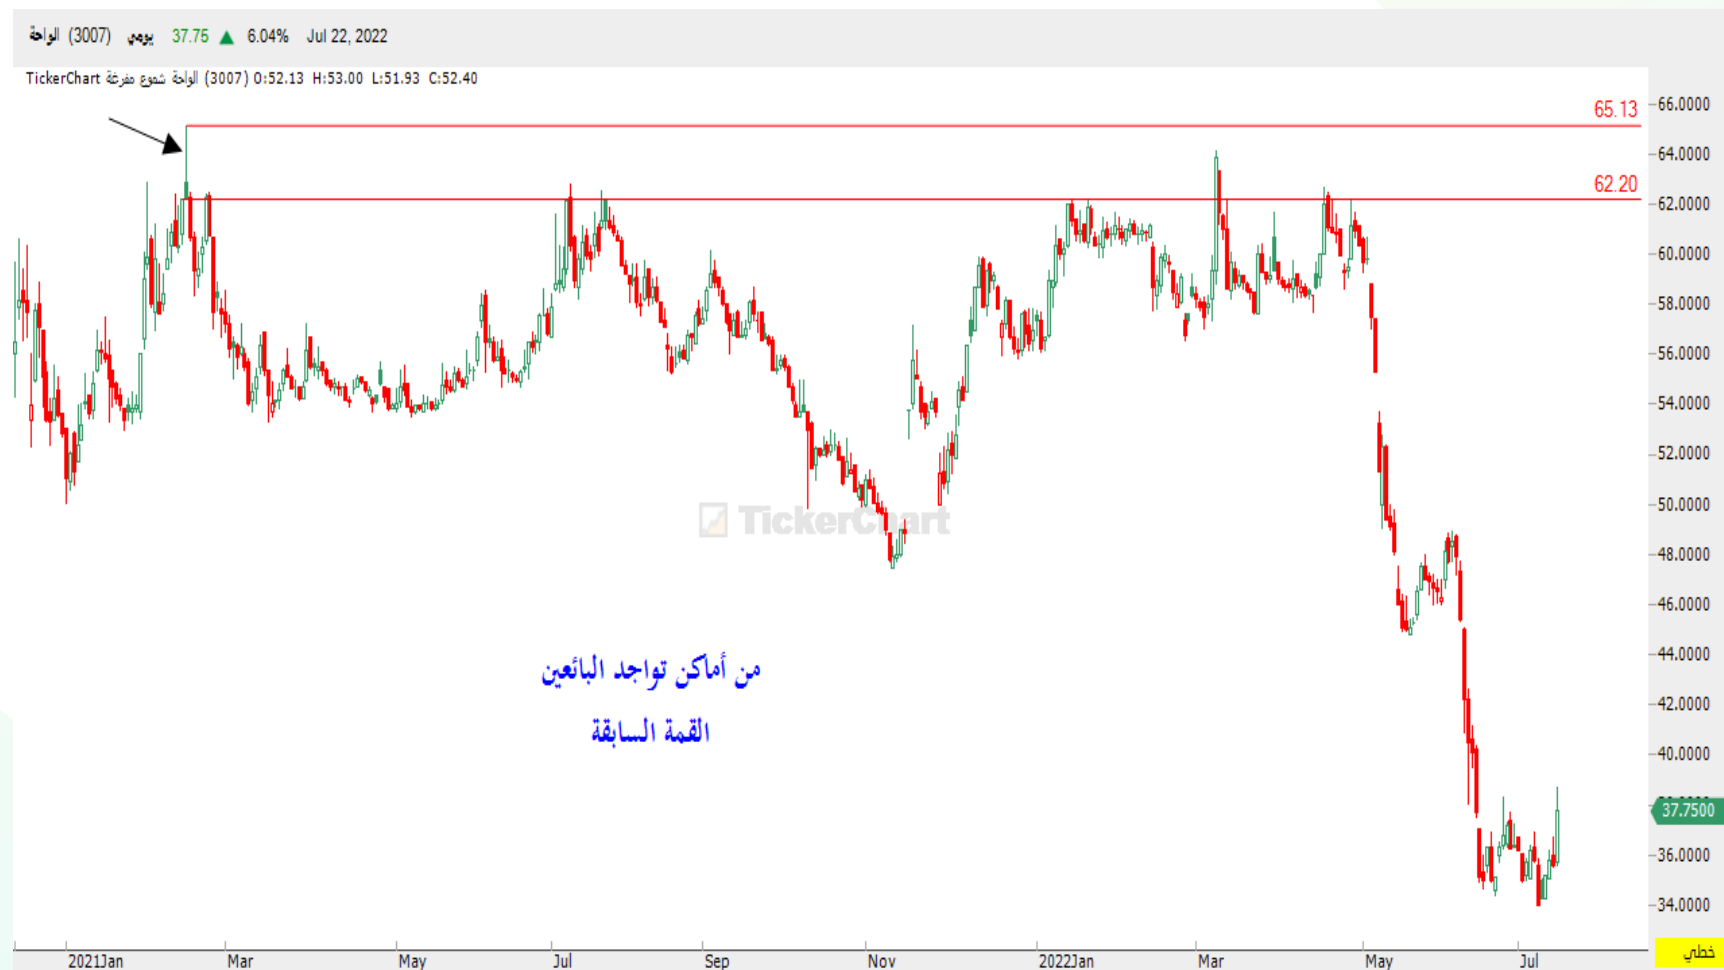 الواحة (3007) يومي 37.75 ▲ 6.04% Jul 22, 2022
TickerChart الواحة شموع مفرغة (3007) O:52.13 H:53.00 L:51.93 C:52.40
65.13
62.20
66.0000
64.0000
62.0000
60.0000
58.0000
56.0000
54.0000
52.0000
50.0000
48.0000
46.0000
44.0000
42.0000
40.0000
37.7500
36.0000
34.0000
TickerChart
من أماكن تواجد البائعين
القمة السابقة
2021Jan Mar May Jul Sep Nov 2022Jan Mar May Jul
خطي